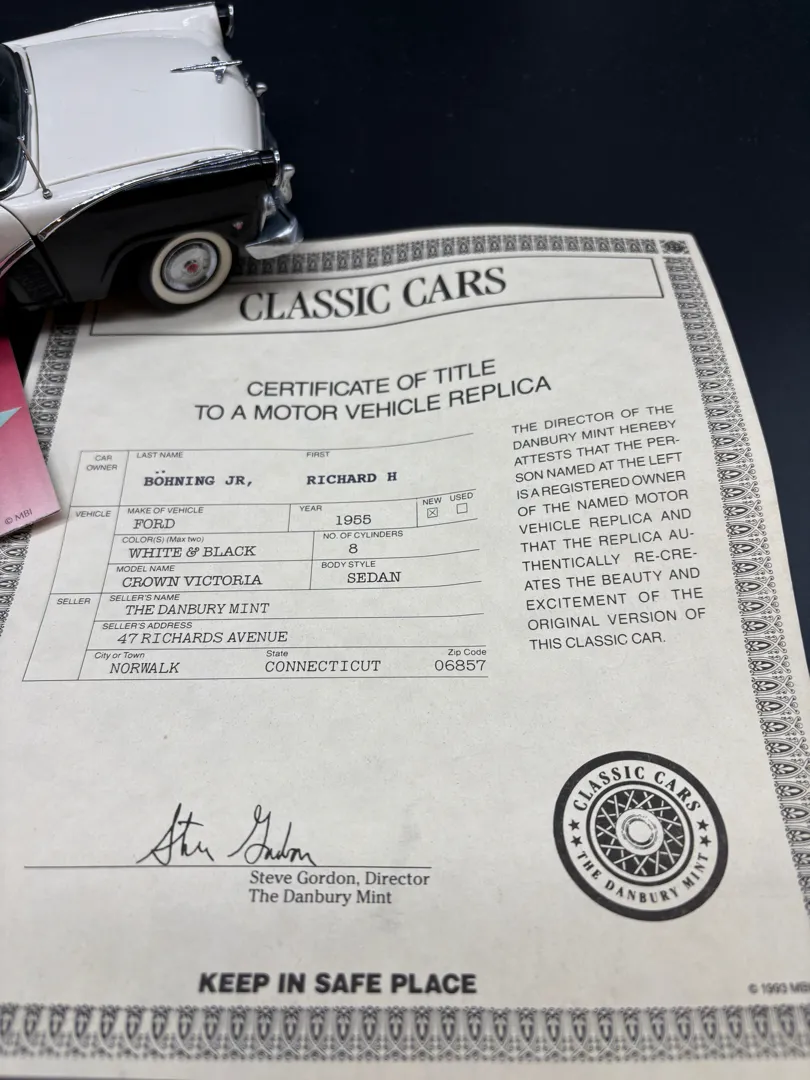 CLASSIC CARS
CERTIFICATE OF TITLE
TO A MOTOR VEHICLE REPLICA
CAR OWNER
LAST NAME FIRST
BÖHNING JR, RICHARD H
VEHICLE
MAKE OF VEHICLE YEAR NEW USED
FORD 1955 ☒ ☐
COLOR(S) (Max two) NO. OF CYLINDERS
WHITE & BLACK 8
MODEL NAME BODY STYLE
CROWN VICTORIA SEDAN
SELLER
SELLER'S NAME
THE DANBURY MINT
SELLER'S ADDRESS
47 RICHARDS AVENUE
City or Town State Zip Code
NORWALK CONNECTICUT 06857
THE DIRECTOR OF THE
DANBURY MINT HEREBY
ATTESTS THAT THE PER-
SON NAMED AT THE LEFT
IS A REGISTERED OWNER
OF THE NAMED MOTOR
VEHICLE REPLICA AND
THAT THE REPLICA AU-
THENTICALLY RE-CRE-
ATES THE BEAUTY AND
EXCITEMENT OF THE
ORIGINAL VERSION OF
THIS CLASSIC CAR.
© MBI
Steve Gordon
Steve Gordon, Director
The Danbury Mint
CLASSIC CARS
THE DANBURY MINT
KEEP IN SAFE PLACE
© 1993 MBI